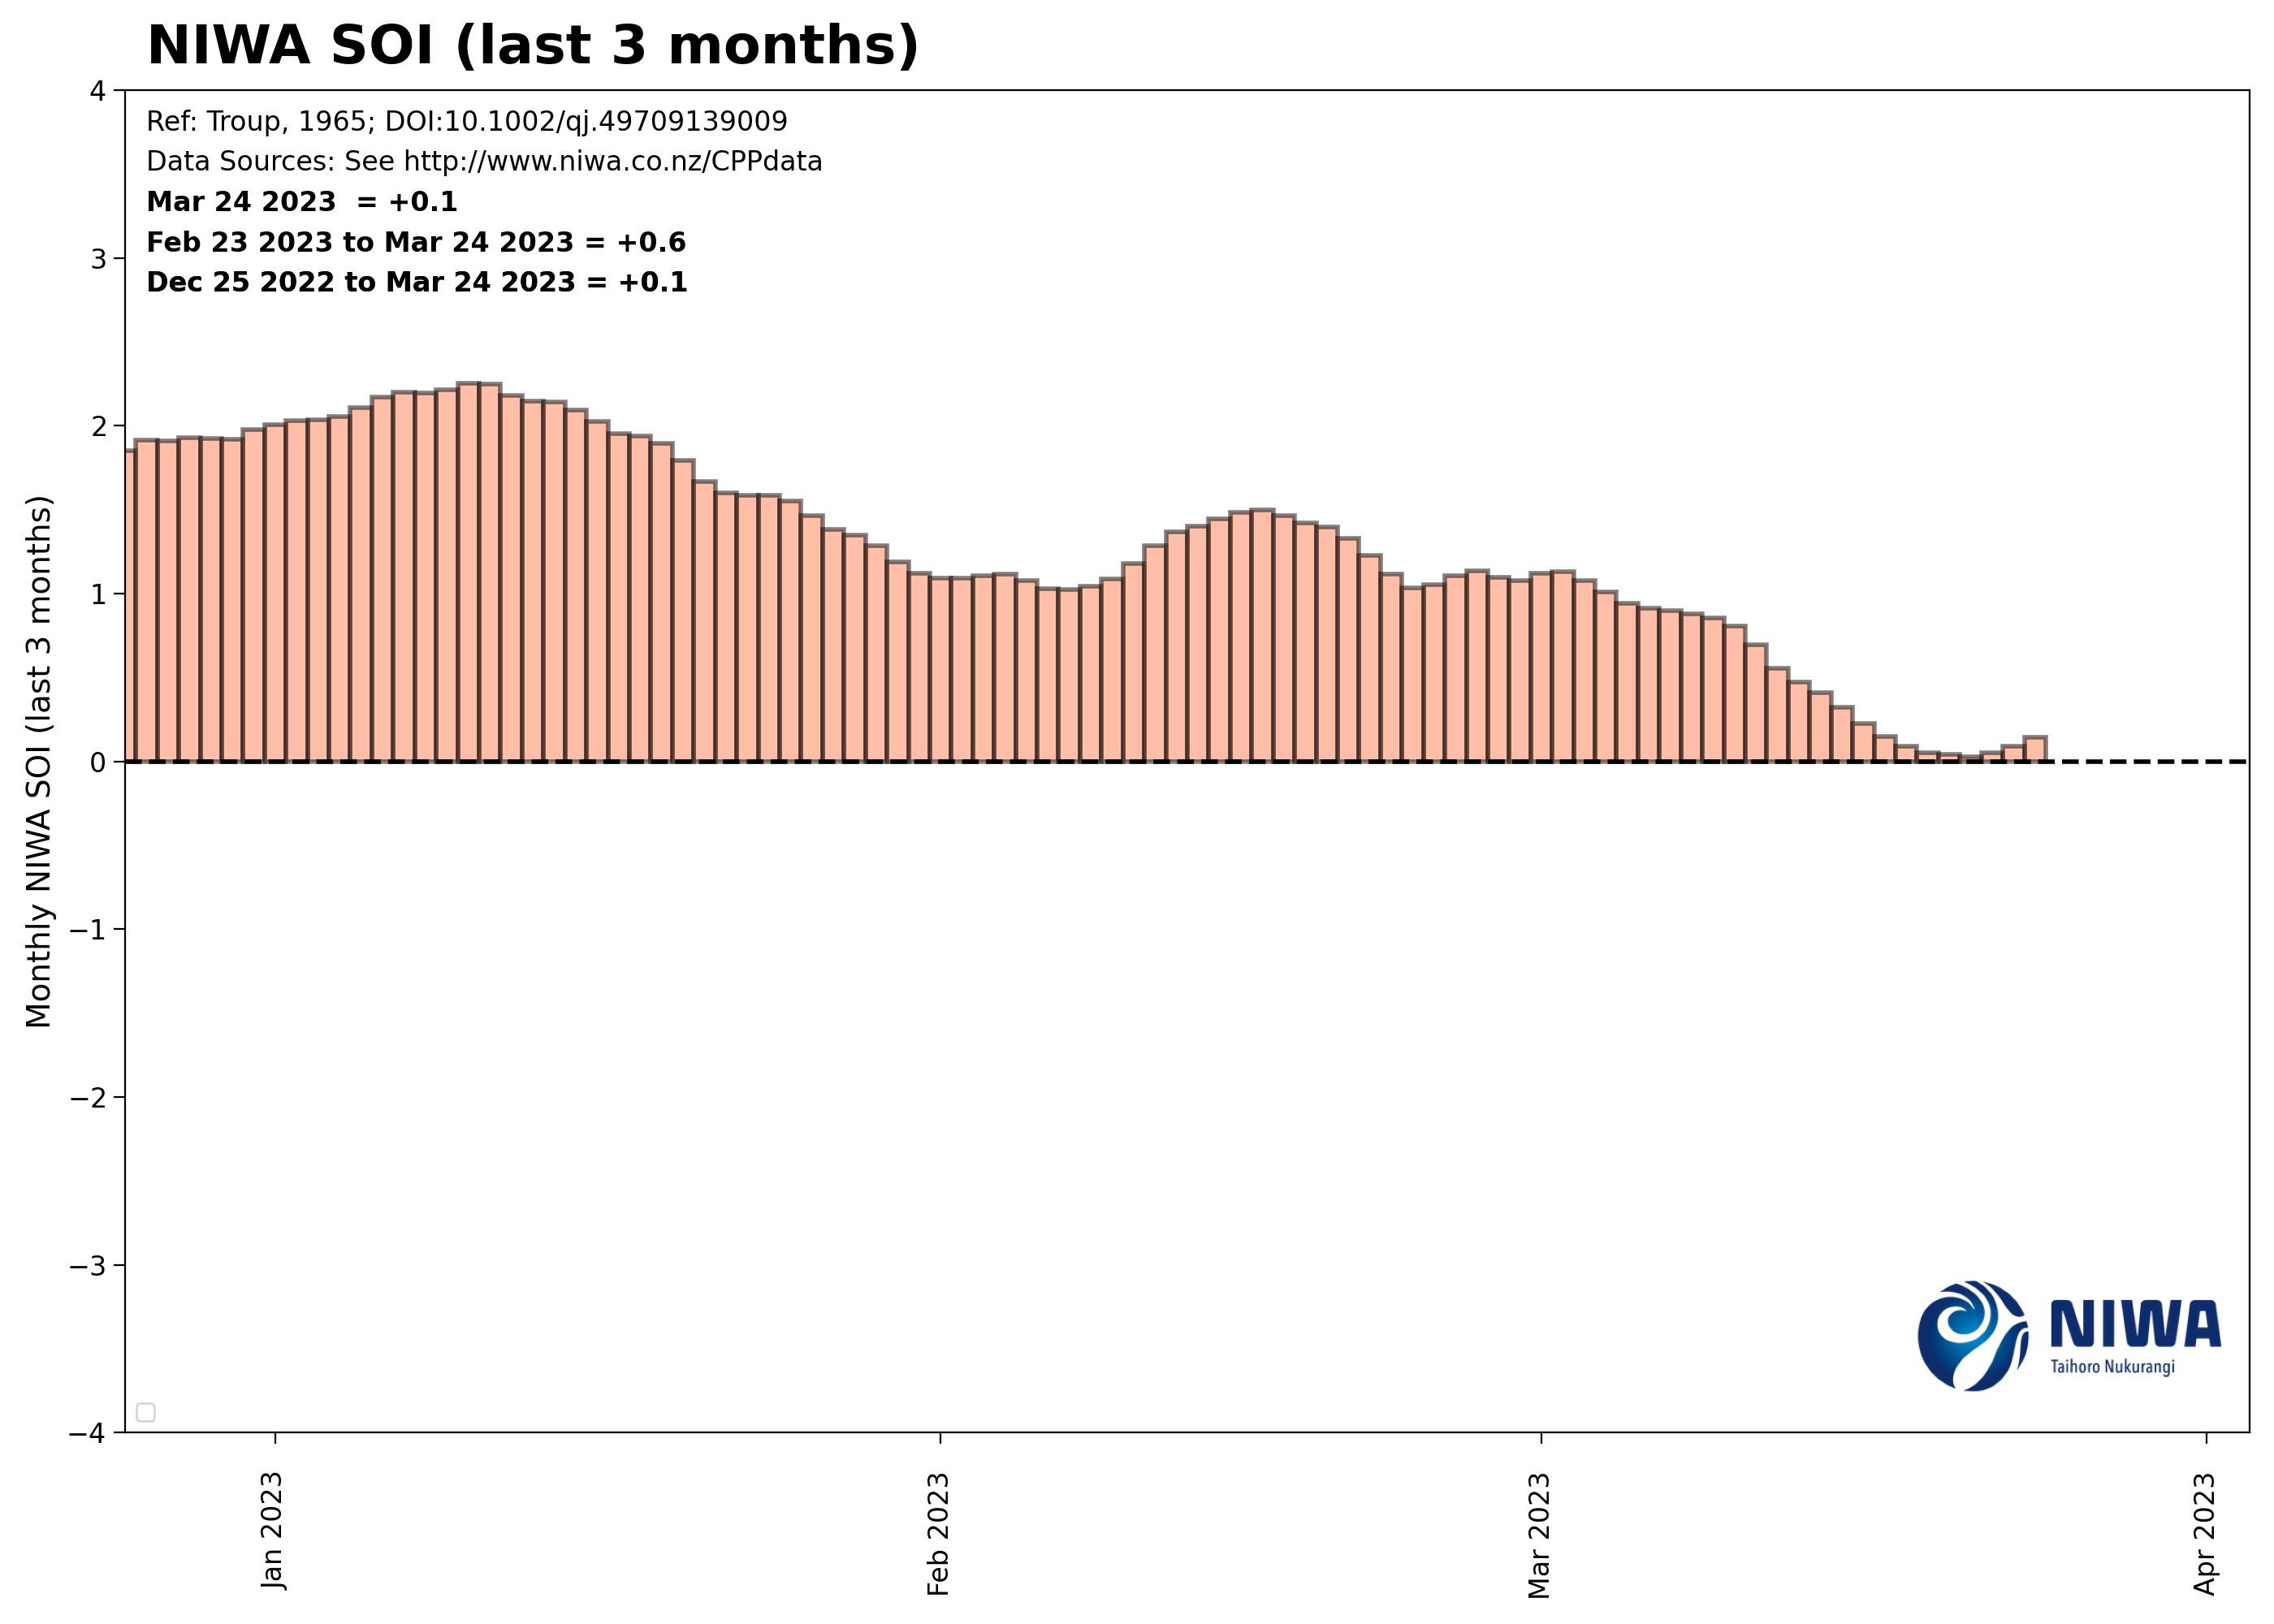 NIWA SOI (last 3 months)
Ref: Troup, 1965; DOI:10.1002/qj.49709139009
Data Sources: See http://www.niwa.co.nz/CPPdata
Mar 24 2023  = +0.1
Feb 23 2023 to Mar 24 2023 = +0.6
Dec 25 2022 to Mar 24 2023 = +0.1
Monthly NIWA SOI (last 3 months)
4
3
2
1
0
−1
−2
−3
−4
Jan 2023
Feb 2023
Mar 2023
Apr 2023
NIWA
Taihoro Nukurangi